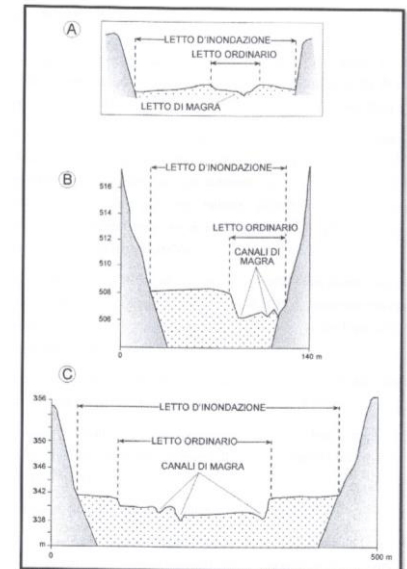 A
LETTO D'INONDAZIONE
LETTO ORDINARIO
LETTO DI MAGRA
B
LETTO D'INONDAZIONE
516
514
LETTO ORDINARIO
512
CANALI DI
MAGRA
510
508
506
0
140 m
C
356
LETTO D'INONDAZIONE
350
LETTO ORDINARIO
346
CANALI DI MAGRA
342
338
m
0
500 m